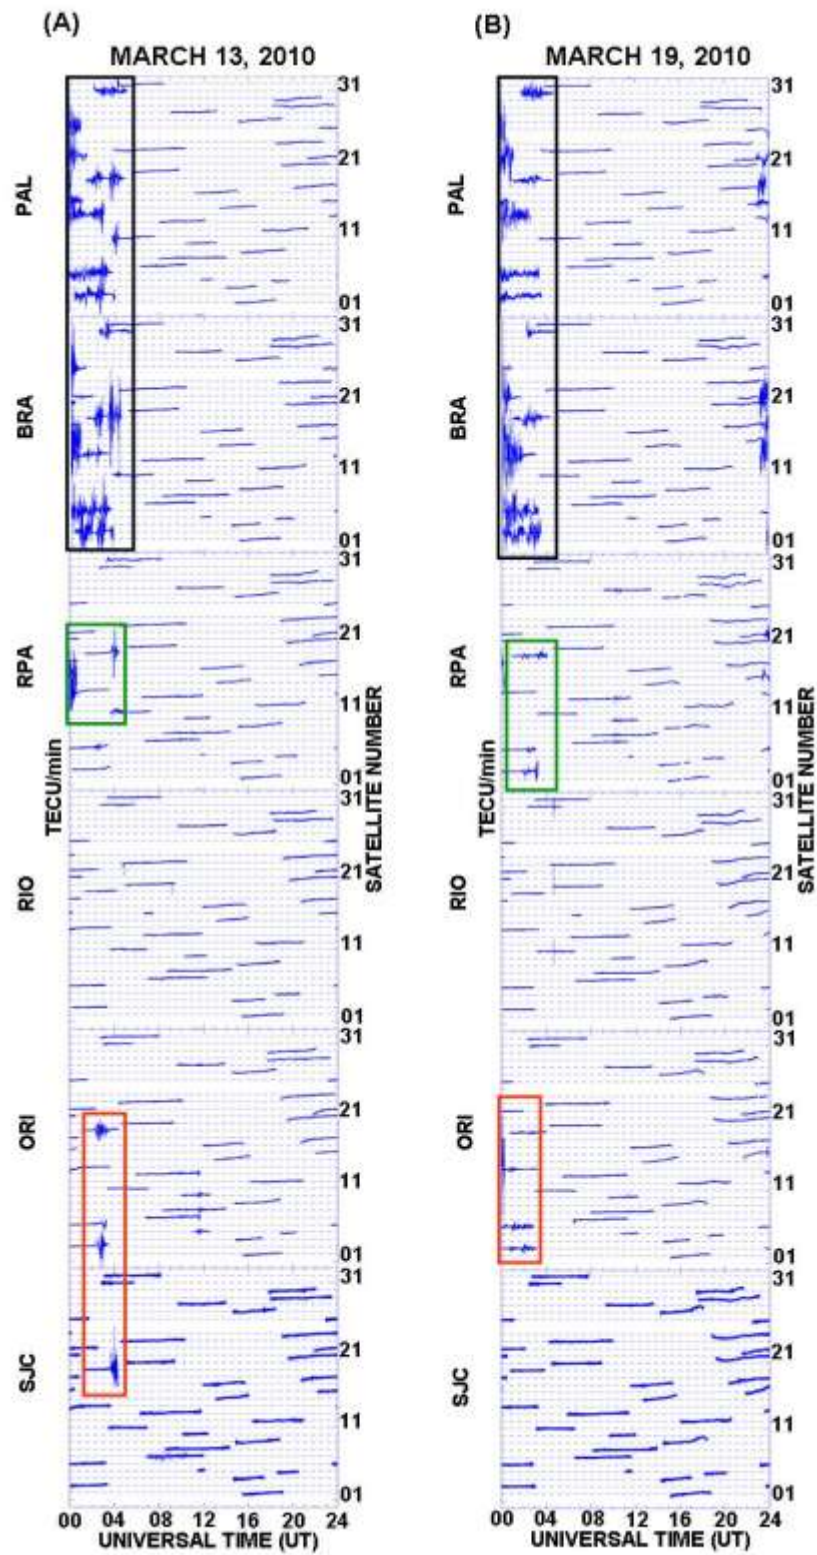 (A)
MARCH 13, 2010
PAL
31
21
11
01
BRA
31
21
11
01
RPA
31
21
11
01
RIO
31
21
11
01
ORI
31
21
11
01
SJC
31
21
11
01
TECU/min
SATELLITE NUMBER
00 04 08 12 16 20 24
UNIVERSAL TIME (UT)
(B)
MARCH 19, 2010
PAL
31
21
11
01
BRA
31
21
11
01
RPA
31
21
11
01
RIO
31
21
11
01
ORI
31
21
11
01
SJC
31
21
11
01
TECU/min
SATELLITE NUMBER
00 04 08 12 16 20 24
UNIVERSAL TIME (UT)